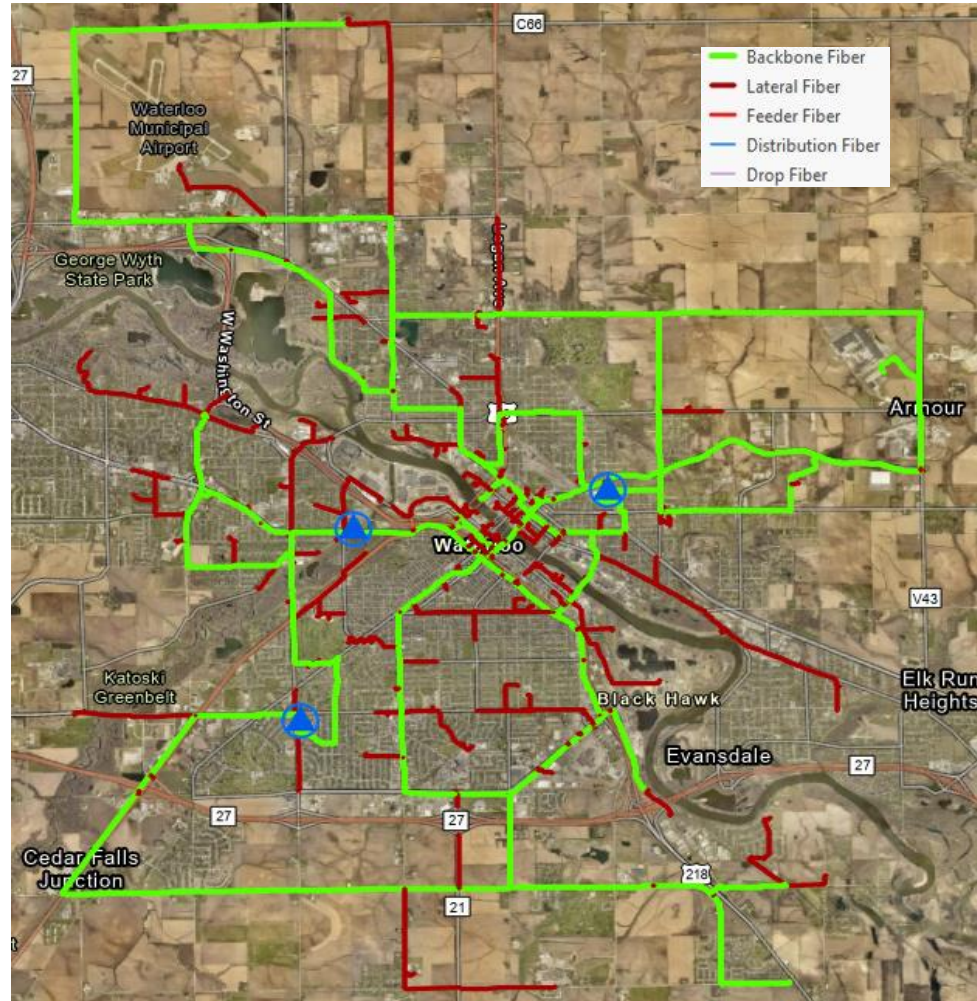 C66
27
Backbone Fiber
Lateral Fiber
Feeder Fiber
Distribution Fiber
Drop Fiber
Waterloo
Municipal
Airport
George Wyth
State Park
W Washington St
Armour
Waterloo
V43
Katoski
Greenbelt
Black Hawk
Elk Run
Heights
Evansdale
27
27
27
Cedar Falls
Junction
218
21